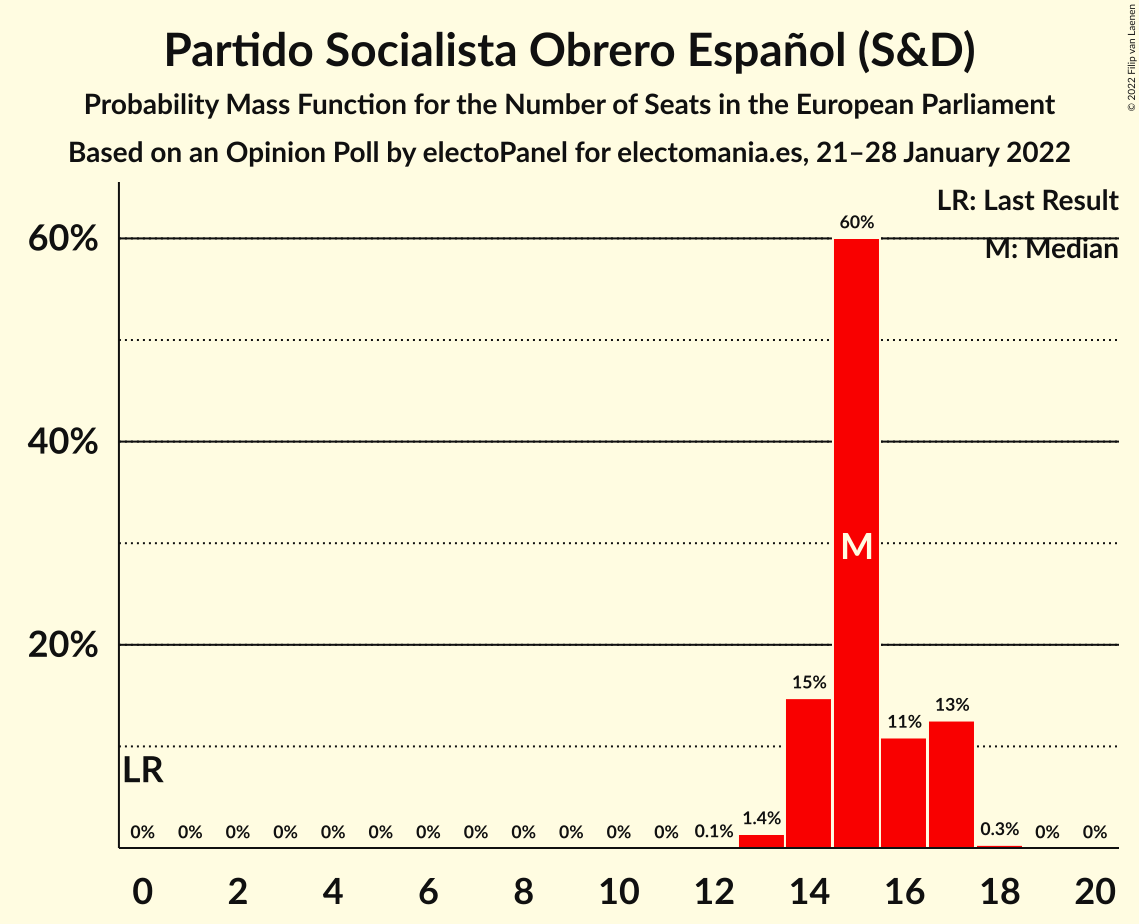 © 2022 Filip van Laenen
Partido Socialista Obrero Español (S&D)
Probability Mass Function for the Number of Seats in the European Parliament
Based on an Opinion Poll by electoPanel for electomania.es, 21–28 January 2022
LR: Last Result
M: Median
60%
40%
20%
60%
M
15%
11%
13%
LR
0% 0% 0% 0% 0% 0% 0% 0% 0% 0% 0% 0% 0.1% 1.4% 0.3% 0% 0%
0 2 4 6 8 10 12 14 16 18 20